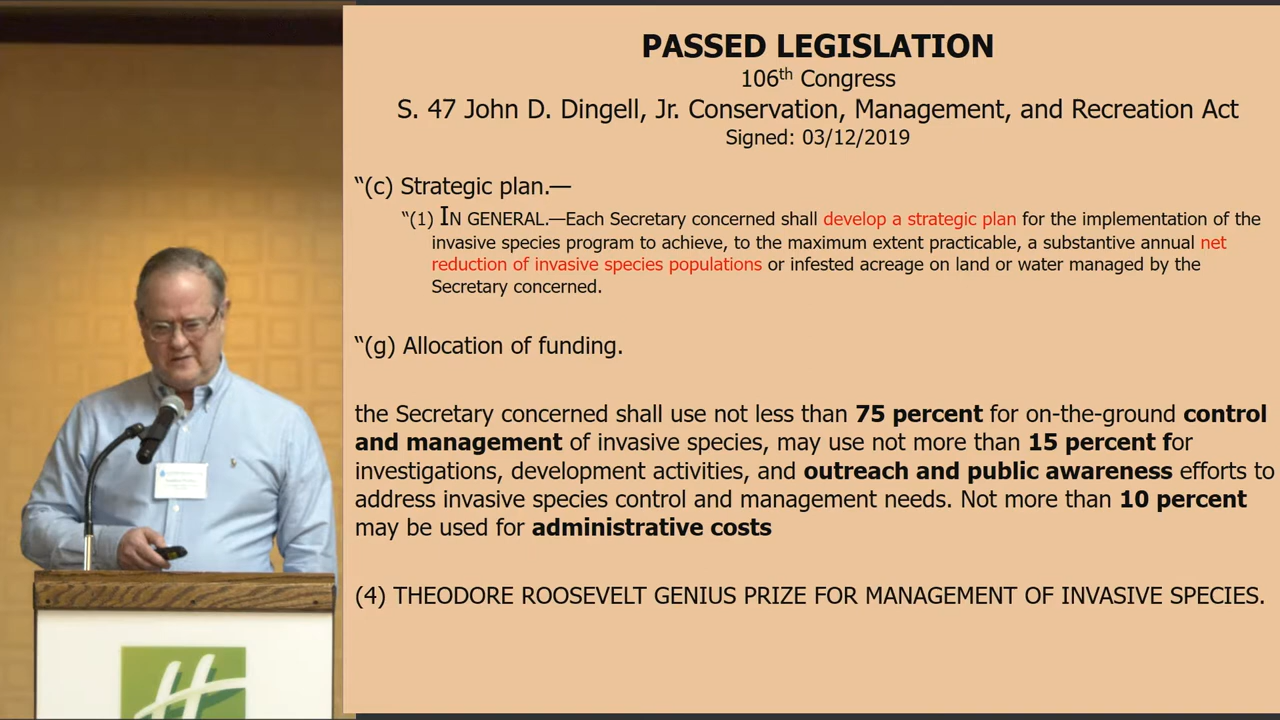 PASSED LEGISLATION
106th Congress
S. 47 John D. Dingell, Jr. Conservation, Management, and Recreation Act
Signed: 03/12/2019
“(c) Strategic plan.—
“(1) IN GENERAL.—Each Secretary concerned shall develop a strategic plan for the implementation of the
invasive species program to achieve, to the maximum extent practicable, a substantive annual net
reduction of invasive species populations or infested acreage on land or water managed by the
Secretary concerned.
“(g) Allocation of funding.
the Secretary concerned shall use not less than 75 percent for on-the-ground control
and management of invasive species, may use not more than 15 percent for
investigations, development activities, and outreach and public awareness efforts to
address invasive species control and management needs. Not more than 10 percent
may be used for administrative costs
(4) THEODORE ROOSEVELT GENIUS PRIZE FOR MANAGEMENT OF INVASIVE SPECIES.
H